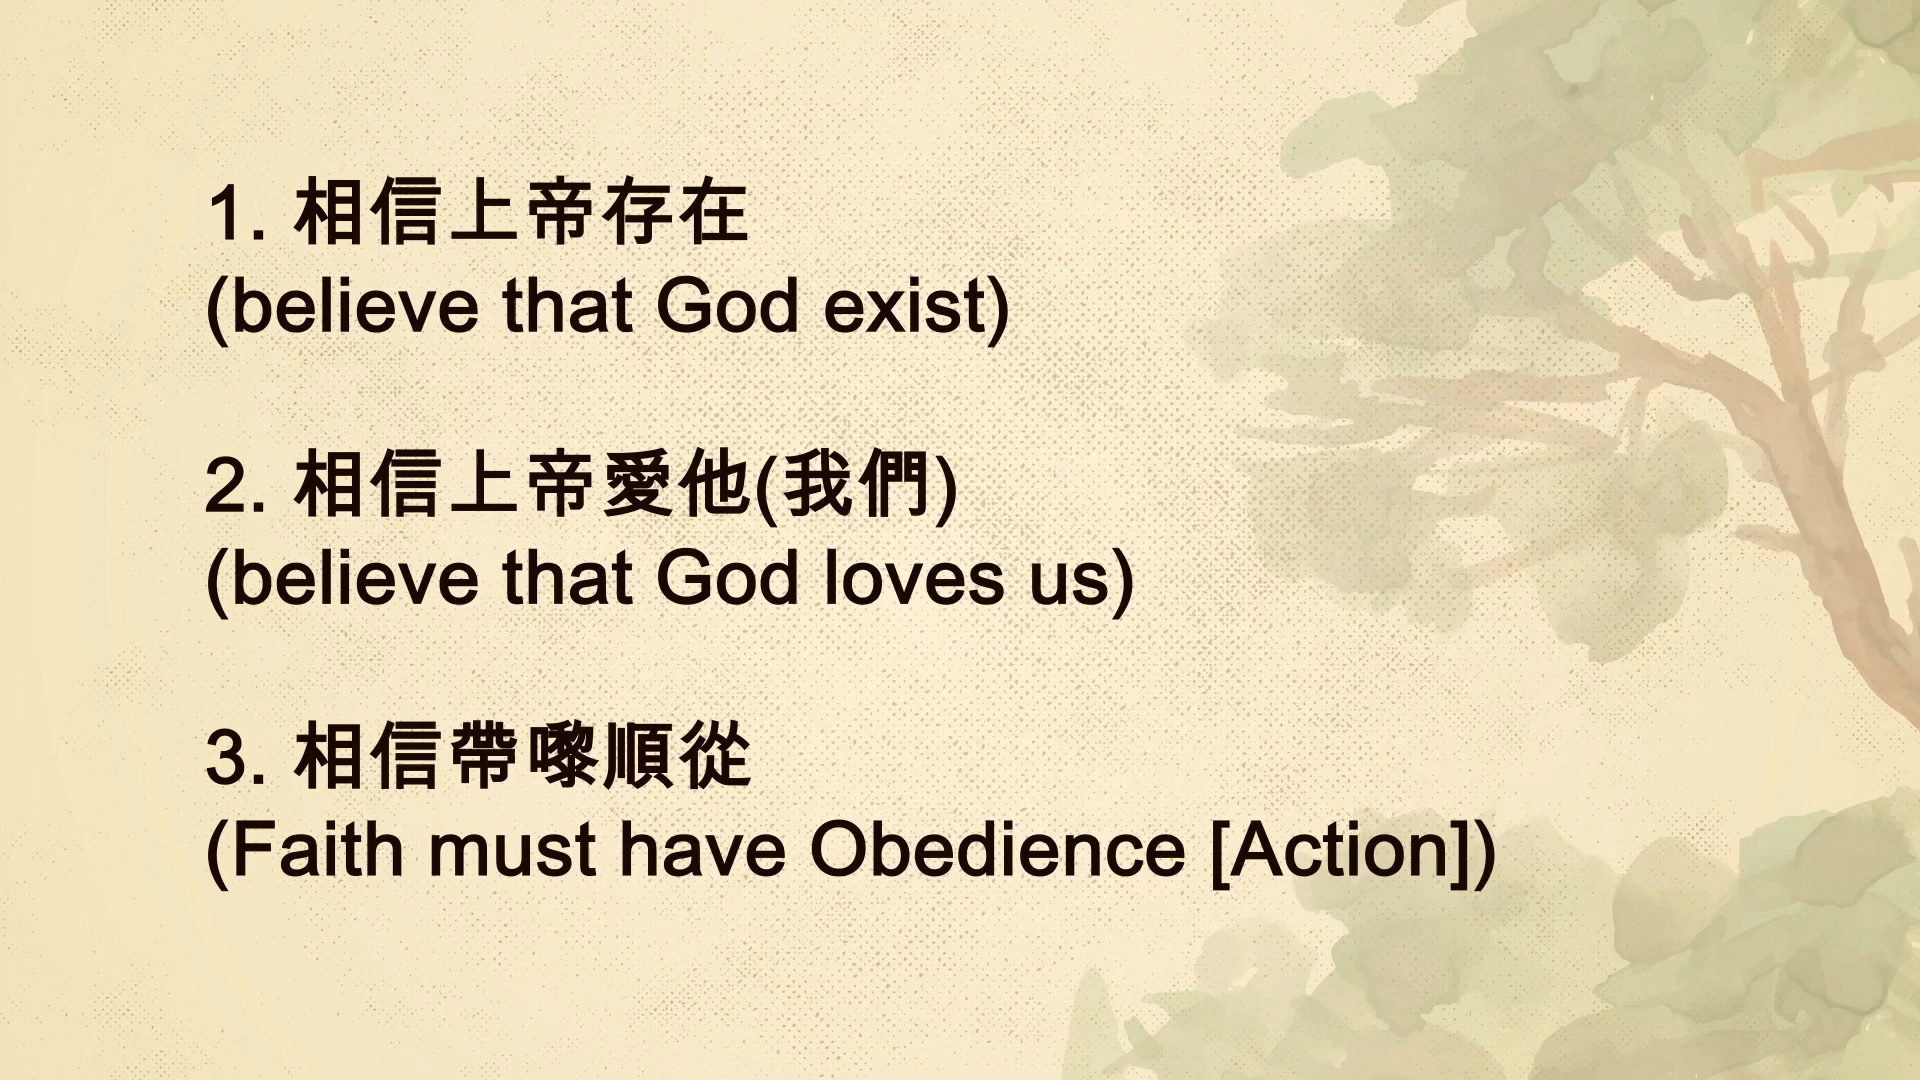 1. 相信上帝存在
(believe that God exist)
2. 相信上帝愛他(我們)
(believe that God loves us)
3. 相信帶嚟順從
(Faith must have Obedience [Action])